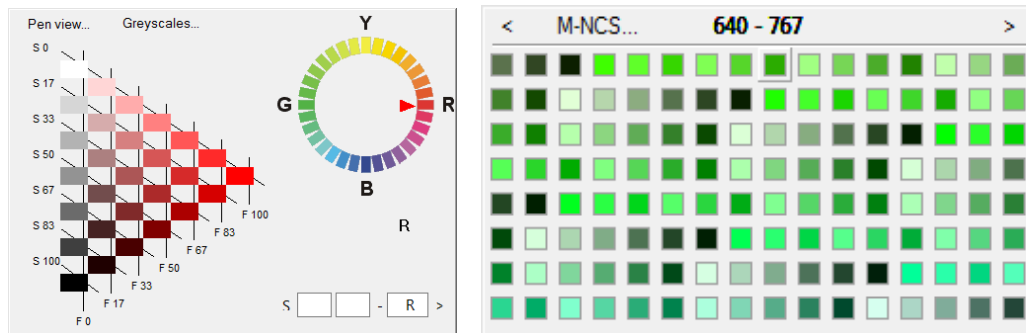 Pen view...
Greyscales...
S 0
S 17
S 33
S 50
S 67
S 83
S 100
F 0
F 17
F 33
F 50
F 67
F 83
F 100
Y
G
R
B
R
S - R >
< M-NCS... 640 - 767 >